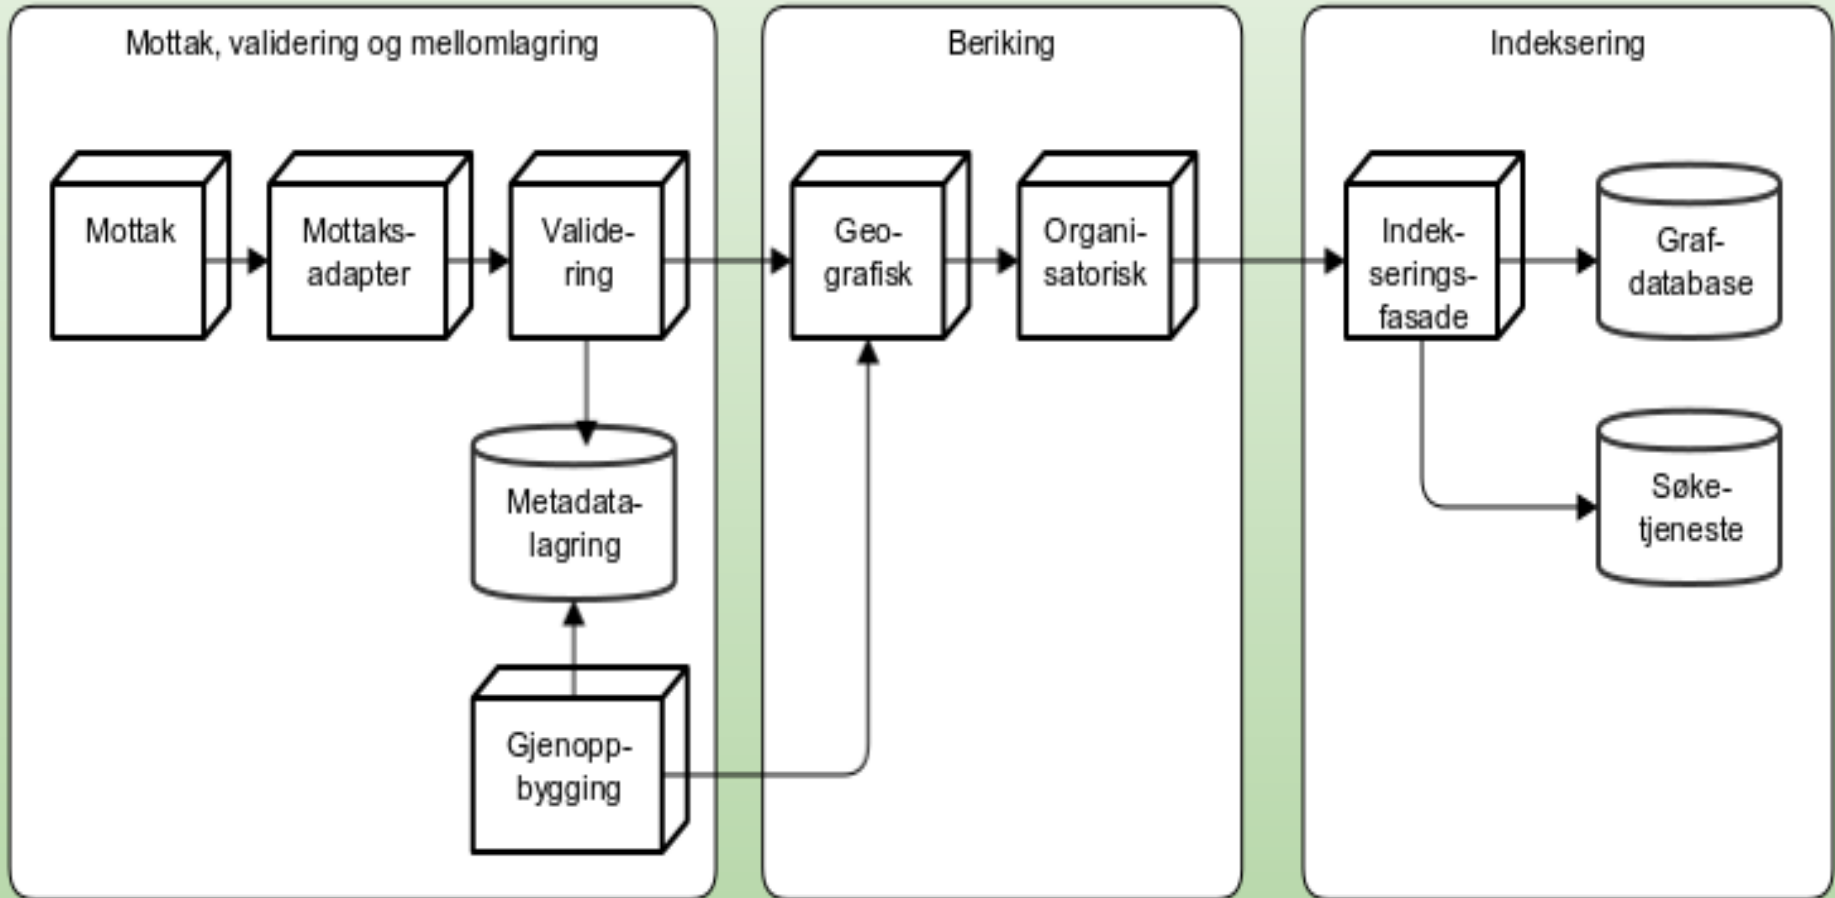 Mottak, validering og mellomlagring
Beriking
Indeksering
Mottak
Mottaks-
adapter
Valide-
ring
Geo-
grafisk
Organi-
satorisk
Indek-
serings-
fasade
Graf-
database
Metadata-
lagring
Søke-
tjeneste
Gjenopp-
bygging